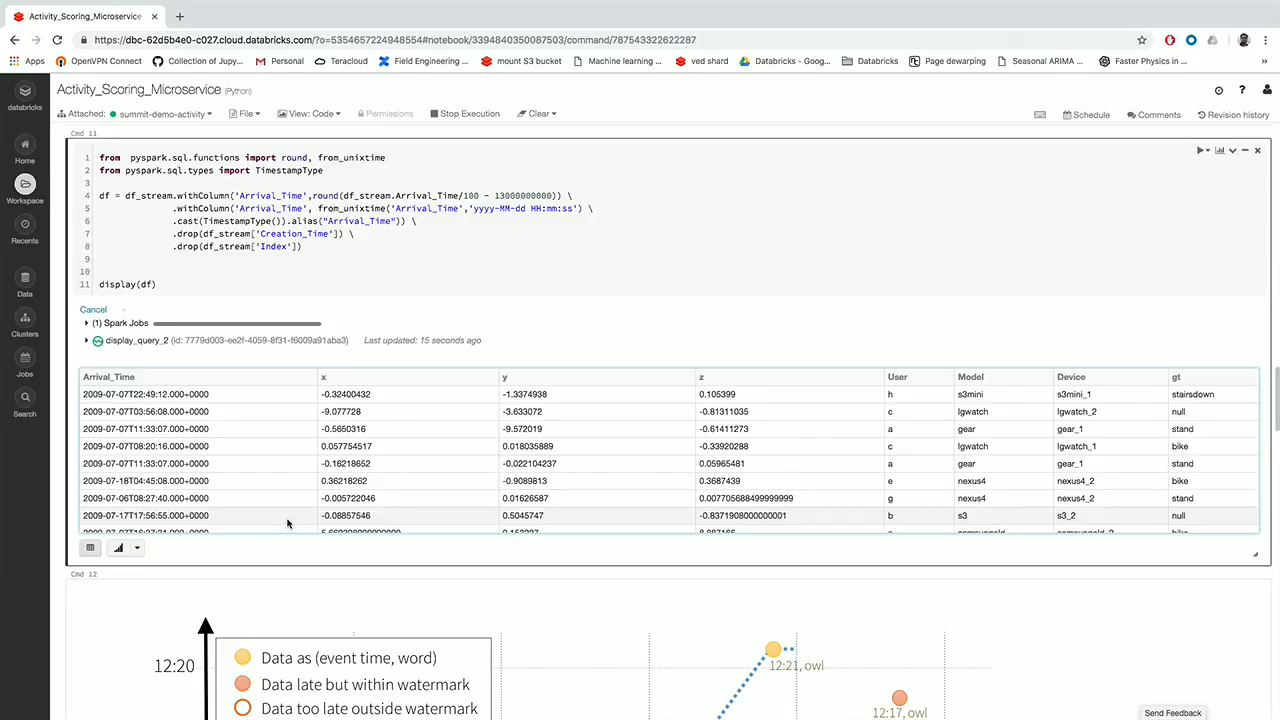 Activity_Scoring_Microservice
https://dbc-62d5b4e0-c027.cloud.databricks.com/?o=5354657224948554#notebook/3394840350087503/command/787543322622287
Apps OpenVPN Connect Collection of Jupy... Personal Teracloud Field Engineering ... mount S3 bucket Machine learning ... ved shard Databricks - Goog... Databricks Page dewarping Seasonal ARIMA ... Faster Physics in ... »
Activity_Scoring_Microservice (Python)
databricks
Attached: summit-demo-activity File View: Code Permissions Stop Execution Clear Schedule Comments Revision history
Home
Workspace
Recents
Data
Clusters
Jobs
Search
Cmd 11
1 from pyspark.sql.functions import round, from_unixtime
2 from pyspark.sql.types import TimestampType
3
4 df = df_stream.withColumn('Arrival_Time',round(df_stream.Arrival_Time/100 - 13000000000)) \
5 .withColumn('Arrival_Time', from_unixtime('Arrival_Time','yyyy-MM-dd HH:mm:ss') \
6 .cast(TimestampType()).alias("Arrival_Time")) \
7 .drop(df_stream['Creation_Time']) \
8 .drop(df_stream['Index'])
9
10
11 display(df)
Cancel
(1) Spark Jobs
display_query_2 (id: 7779d003-ee2f-4059-8f31-f6009a91aba3) Last updated: 15 seconds ago
Arrival_Time x y z User Model Device gt
2009-07-07T22:49:12.000+0000 -0.32400432 -1.3374938 0.105399 h s3mini s3mini_1 stairsdown
2009-07-07T03:56:08.000+0000 -9.077728 -3.633072 -0.81311035 c lgwatch lgwatch_2 null
2009-07-07T11:33:07.000+0000 -0.5650316 -9.572019 -0.61411273 a gear gear_1 stand
2009-07-07T08:20:16.000+0000 0.057754517 0.018035889 -0.33920288 c lgwatch lgwatch_1 bike
2009-07-07T11:33:07.000+0000 -0.16218652 -0.022104237 0.05965481 a gear gear_1 stand
2009-07-18T04:45:08.000+0000 0.36218262 -0.9089813 0.3687439 e nexus4 nexus4_2 bike
2009-07-06T08:27:40.000+0000 -0.005722046 0.01626587 0.007705688499999999 g nexus4 nexus4_2 stand
2009-07-17T17:56:55.000+0000 -0.08857546 0.5045747 -0.8371908000000001 b s3 s3_2 null
Cmd 12
12:20
Data as (event time, word)
Data late but within watermark
Data too late outside watermark
12:21, owl
12:17, owl
Send Feedback